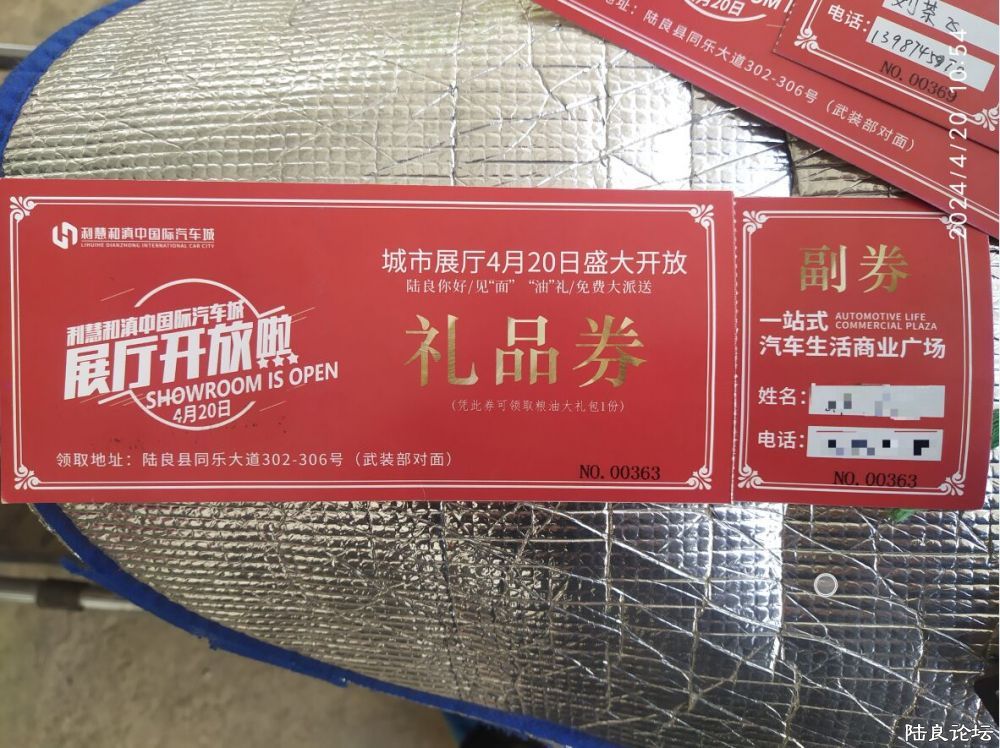 利慧和滇中国际汽车城
LIHUIHE DIANZHONG INTERNATIONAL CAR CITY
利慧和滇中国际汽车城
展厅开放啦
SHOWROOM IS OPEN
4月20日
城市展厅4月20日盛大开放
陆良你好/见“面” “油”礼/免费大派送
礼品券
(凭此券可领取粮油大礼包1份)
领取地址：陆良县同乐大道302-306号（武装部对面）
NO. 00363
副券
一站式 AUTOMOTIVE LIFE
COMMERCIAL PLAZA
汽车生活商业广场
姓名：
电话：
NO. 00363
月20日
地址：陆良县同乐大道302-306号（武装部对面）
电话：
NO. 00369
2024/4/20 10:54
陆良论坛